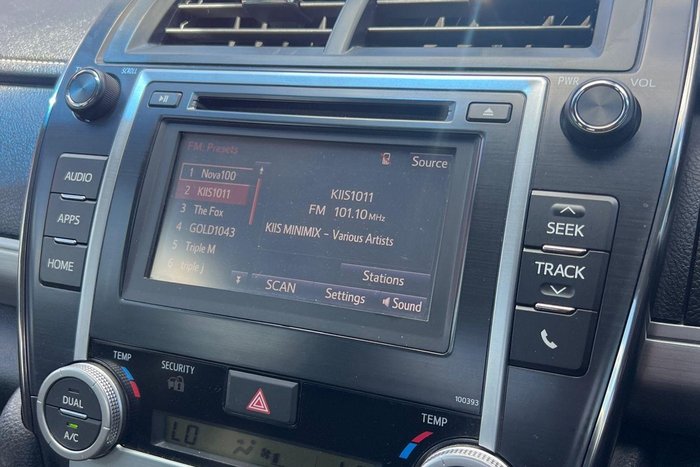 TUNE SCROLL
PWR VOL
AUDIO
APPS
HOME
FM: Presets
1 Nova100
2 KIIS1011
3 The Fox
4 GOLD1043
5 Triple M
6 triple j
Source
KIIS1011
FM 101.10 MHz
KIIS MINIMIX - Various Artists
Stations
SCAN
Settings
Sound
SEEK
TRACK
100393
TEMP
SECURITY
DUAL
A/C
LO
TEMP